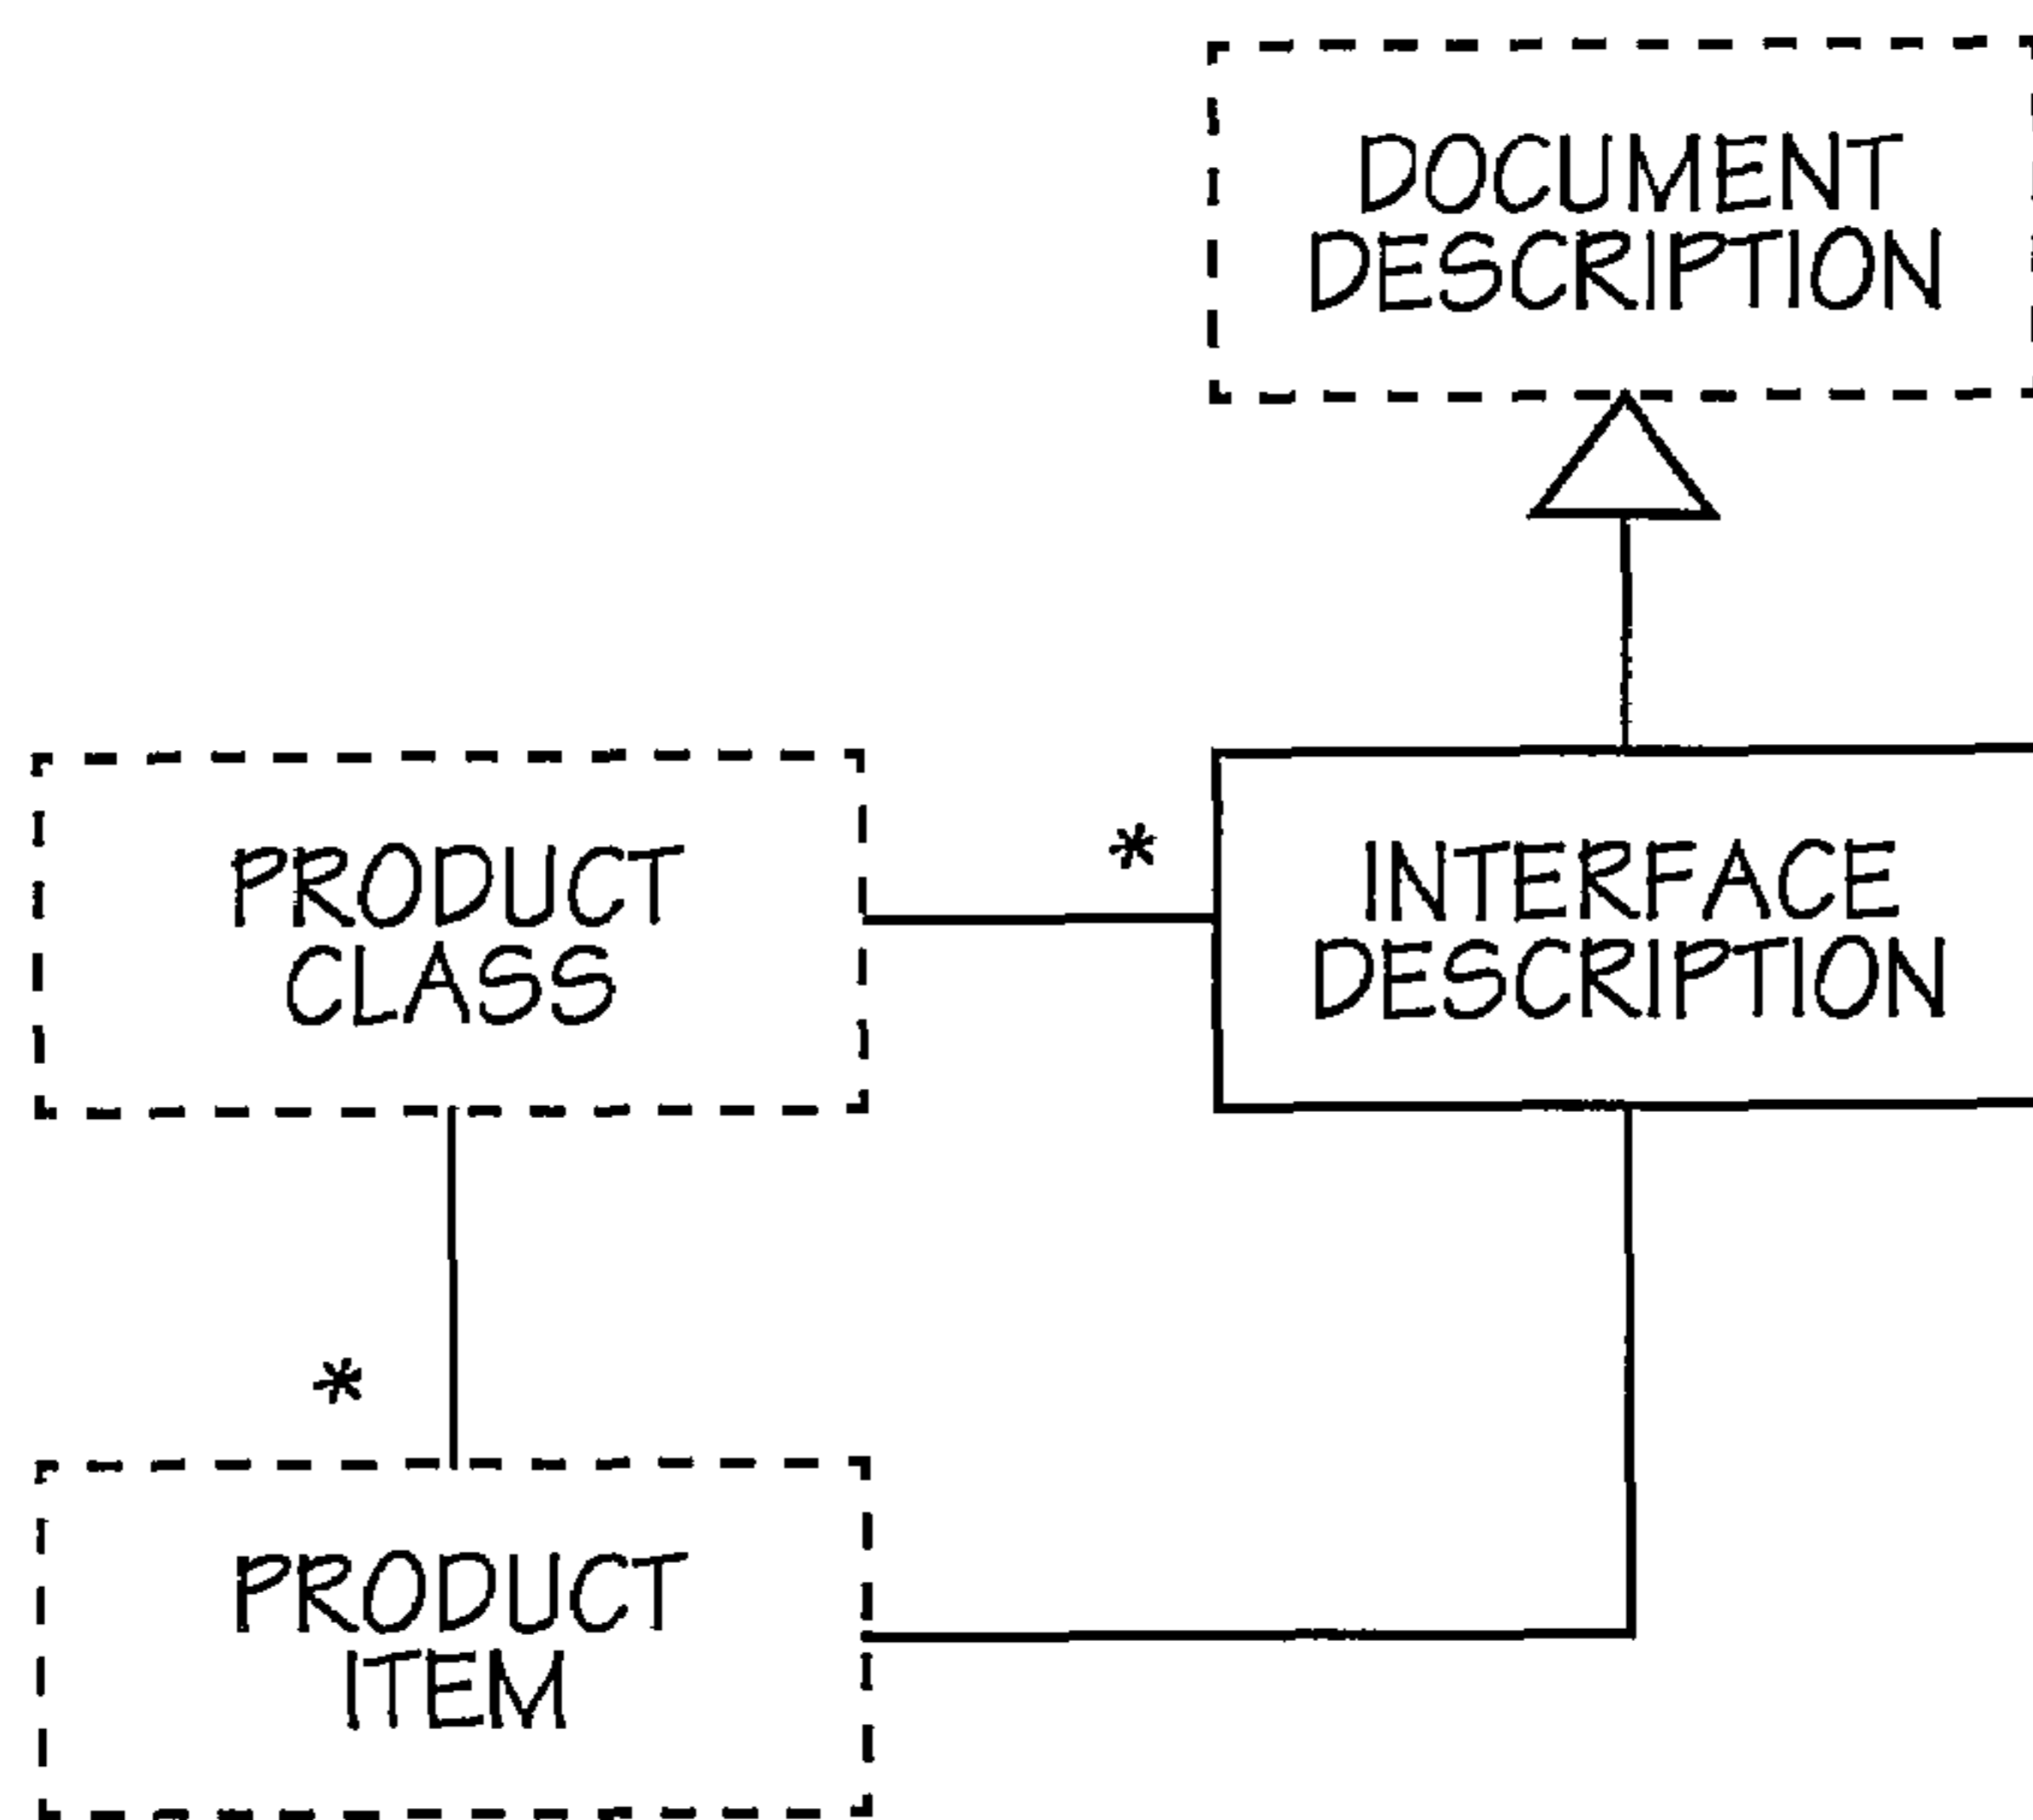 DOCUMENT
DESCRIPTION
PRODUCT
CLASS
*
INTERFACE
DESCRIPTION
*
PRODUCT
ITEM